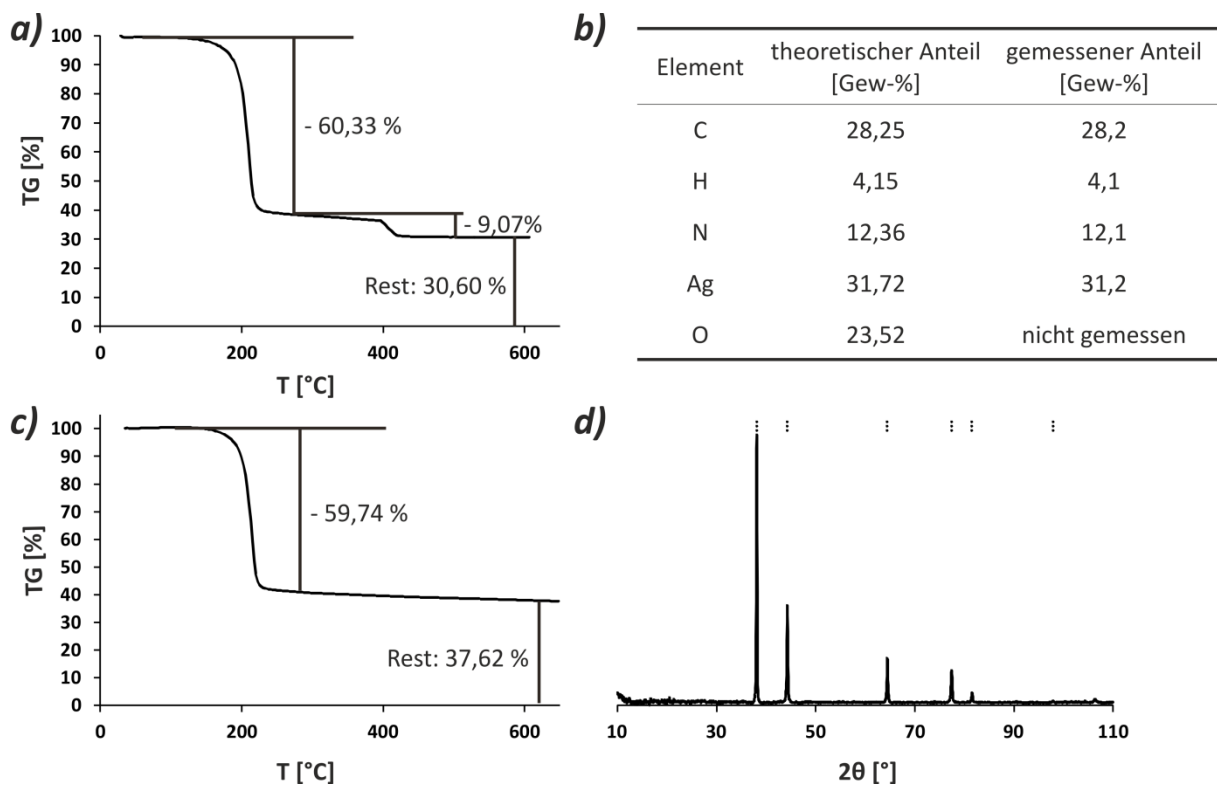 a)
TG [%]
100
90
80
70
60
50
40
30
20
10
0
- 60,33 %
- 9,07%
Rest: 30,60 %
0 200 400 600
T [°C]
b)
Element theoretischer Anteil [Gew-%] gemessener Anteil [Gew-%]
C 28,25 28,2
H 4,15 4,1
N 12,36 12,1
Ag 31,72 31,2
O 23,52 nicht gemessen
c)
TG [%]
100
90
80
70
60
50
40
30
20
10
0
- 59,74 %
Rest: 37,62 %
0 200 400 600
T [°C]
d)
10 30 50 70 90 110
2θ [°]